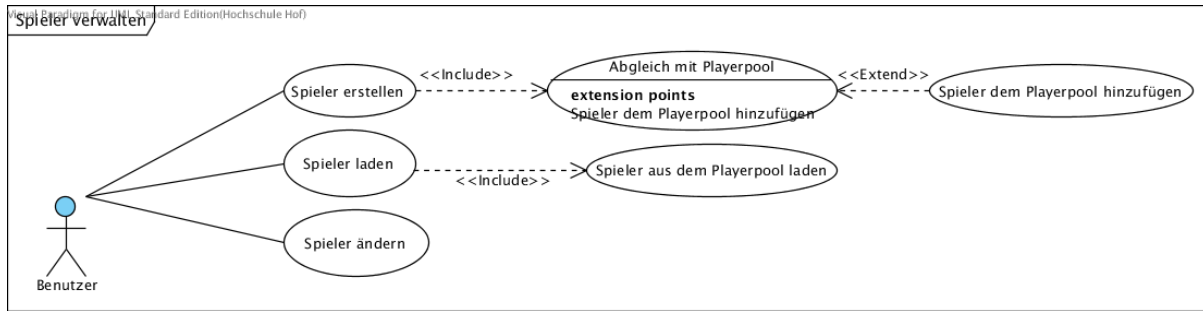 Visual Paradigm for UML Standard Edition(Hochschule Hof)
Spieler verwalten
Spieler erstellen
<<Include>>
Abgleich mit Playerpool
extension points
Spieler dem Playerpool hinzufügen
<<Extend>>
Spieler dem Playerpool hinzufügen
Spieler laden
<<Include>>
Spieler aus dem Playerpool laden
Spieler ändern
Benutzer